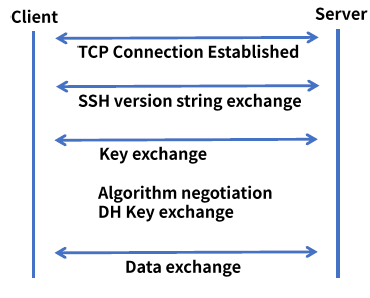 Client
Server
TCP Connection Established
SSH version string exchange
Key exchange
Algorithm negotiation
DH Key exchange
Data exchange